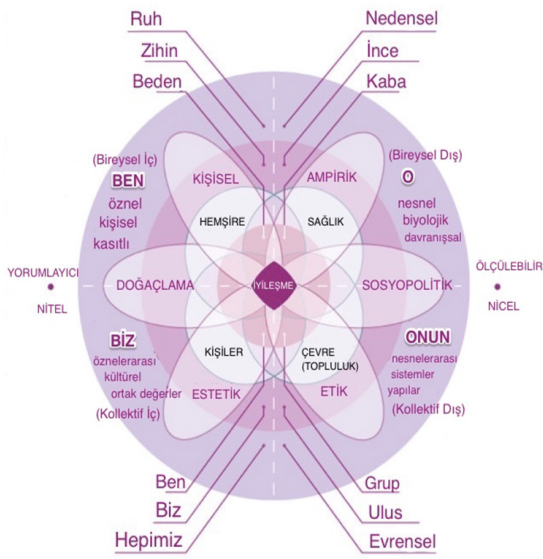 Ruh
Nedensel
Zihin
İnce
Beden
Kaba
(Bireysel İç)
(Bireysel Dış)
BEN
KİŞİSEL
AMPİRİK
O
öznel
kişisel
kasıtlı
HEMŞİRE
SAĞLIK
nesnel
biyolojik
davranışsal
YORUMLAYICI
NİTEL
DOĞAÇLAMA
İYİLEŞME
SOSYOPOLİTİK
ÖLÇÜLEBİLİR
NİCEL
BİZ
öznelerarası
kültürel
ortak değerler
(Kollektif İç)
KİŞİLER
ÇEVRE
(TOPLULUK)
ONUN
nesnelerarası
sistemler
yapılar
(Kollektif Dış)
ESTETİK
ETİK
Ben
Grup
Biz
Ulus
Hepimiz
Evrensel